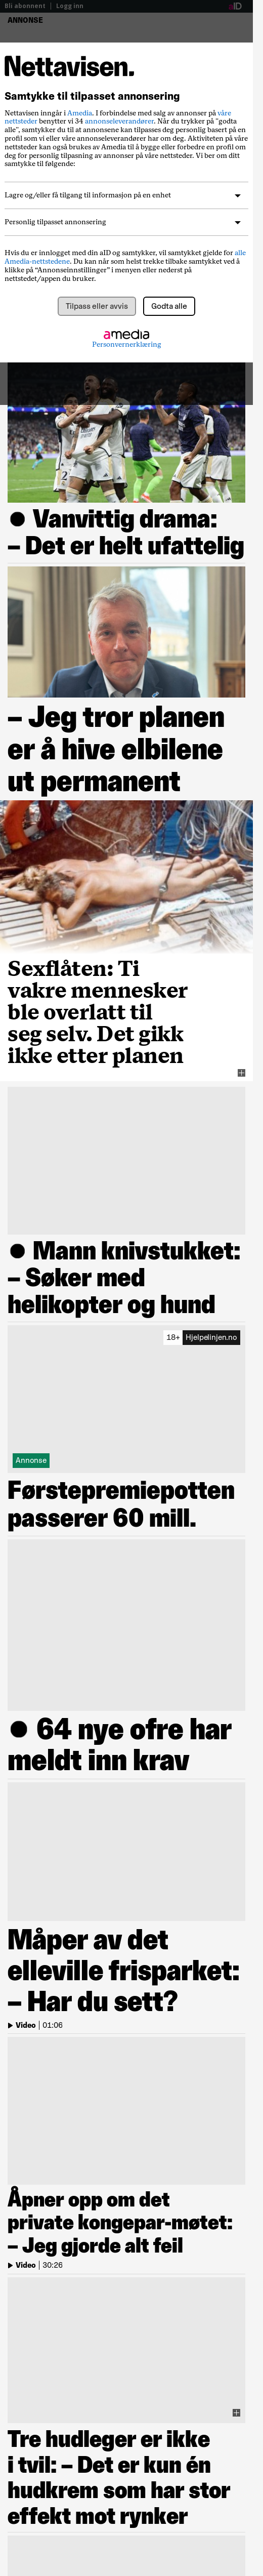 Bli abonnent | Logg inn
aID
ANNONSE
Nettavisen.
Samtykke til tilpasset annonsering
Nettavisen inngår i Amedia. I forbindelse med salg av annonser på våre
nettsteder benytter vi 34 annonseleverandører. Når du trykker på "godta
alle", samtykker du til at annonsene kan tilpasses deg personlig basert på en
profil som vi eller våre annonseleverandører har om deg. Aktiviteten på våre
nettsteder kan også brukes av Amedia til å bygge eller forbedre en profil om
deg for personlig tilpasning av annonser på våre nettsteder. Vi ber om ditt
samtykke til følgende:
Lagre og/eller få tilgang til informasjon på en enhet
Personlig tilpasset annonsering
Hvis du er innlogget med din aID og samtykker, vil samtykket gjelde for alle
Amedia-nettstedene. Du kan når som helst trekke tilbake samtykket ved å
klikke på “Annonseinnstillinger” i menyen eller nederst på
nettstedet/appen du bruker.
Tilpass eller avvis
Godta alle
amedia
Personvernerklæring
● Vanvittig drama:
– Det er helt ufattelig
– Jeg tror planen
er å hive elbilene
ut permanent
Sexflåten: Ti
vakre mennesker
ble overlatt til
seg selv. Det gikk
ikke etter planen
● Mann knivstukket:
– Søker med
helikopter og hund
18+ Hjelpelinjen.no
Annonse
Førstepremiepotten
passerer 60 mill.
● 64 nye ofre har
meldt inn krav
Måper av det
elleville frisparket:
– Har du sett?
Video | 01:06
Åpner opp om det
private kongepar-møtet:
– Jeg gjorde alt feil
Video | 30:26
Tre hudleger er ikke
i tvil: – Det er kun én
hudkrem som har stor
effekt mot rynker